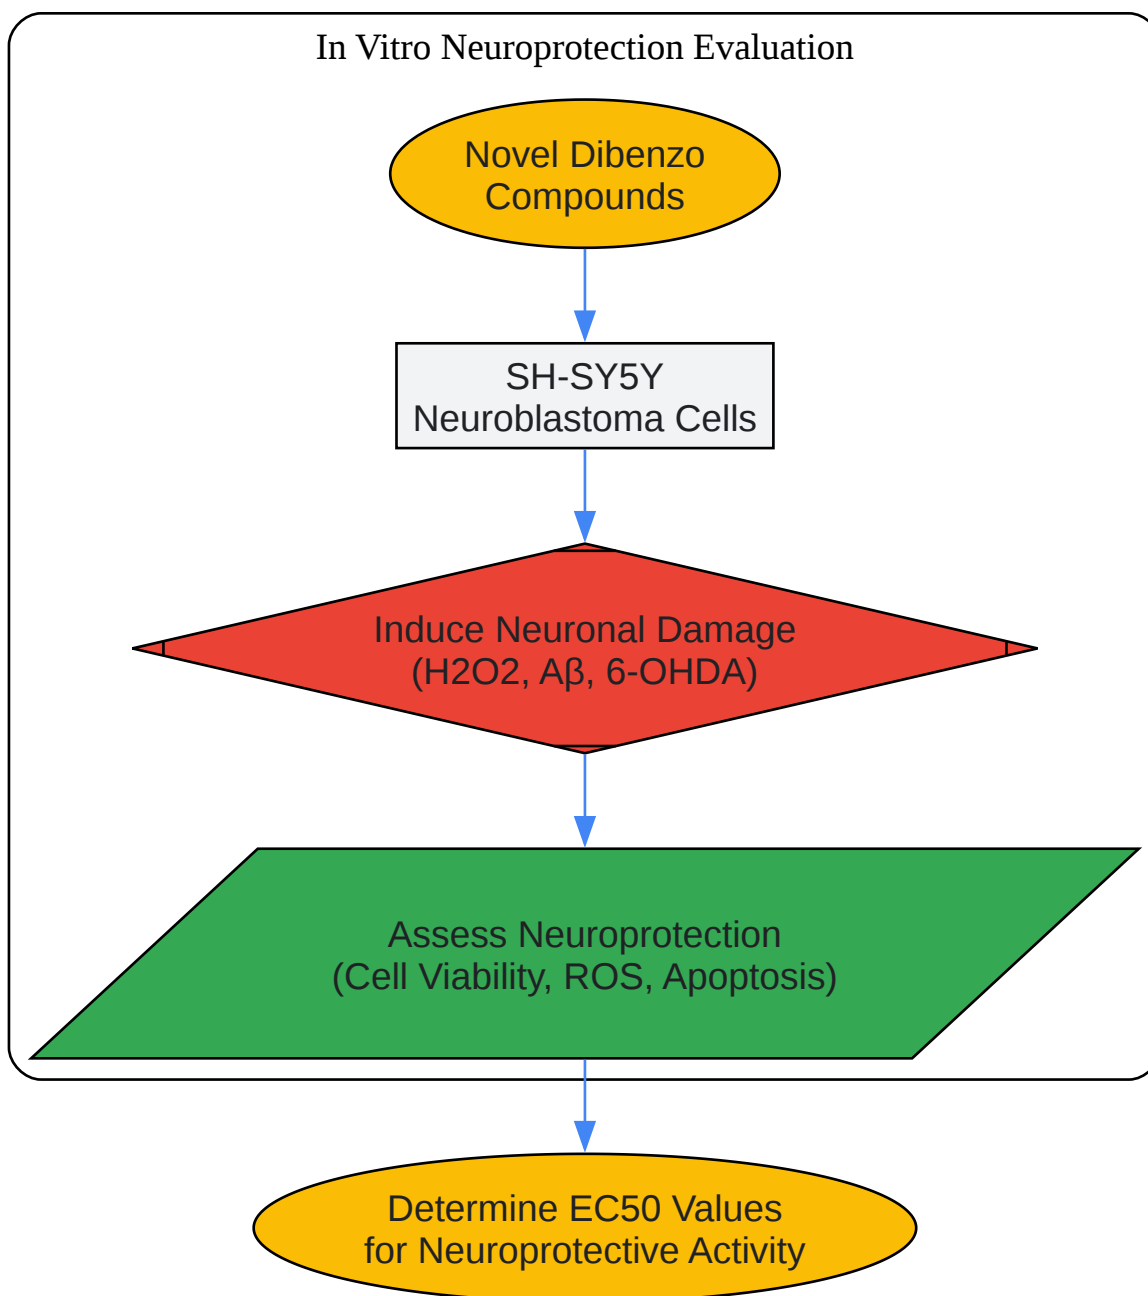 In Vitro Neuroprotection Evaluation
Novel Dibenzo
Compounds
SH-SY5Y
Neuroblastoma Cells
Induce Neuronal Damage
(H2O2, Aβ, 6-OHDA)
Assess Neuroprotection
(Cell Viability, ROS, Apoptosis)
Determine EC50 Values
for Neuroprotective Activity